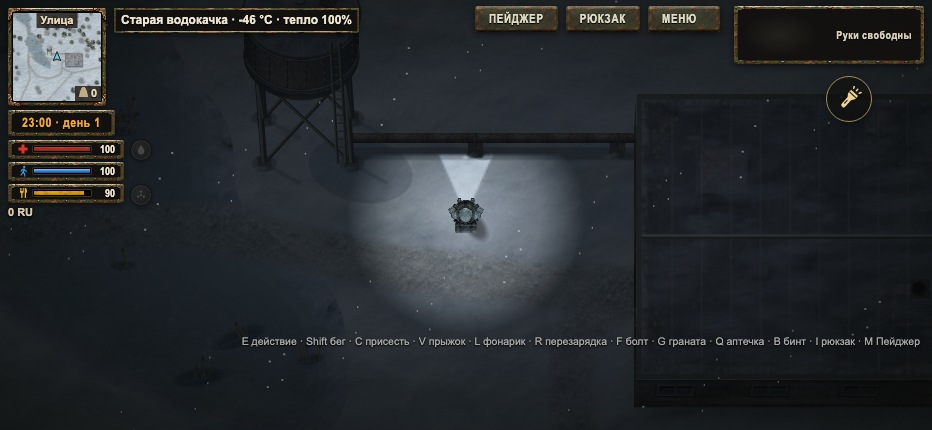 Улица
0
Старая водокачка · -46 °C · тепло 100%
ПЕЙДЖЕР
РЮКЗАК
МЕНЮ
Руки свободны
23:00 · день 1
100
100
90
0 RU
E действие · Shift бег · C присесть · V прыжок · L фонарик · R перезарядка · F болт · G граната · Q аптечка · B бинт · I рюкзак · M Пейджер